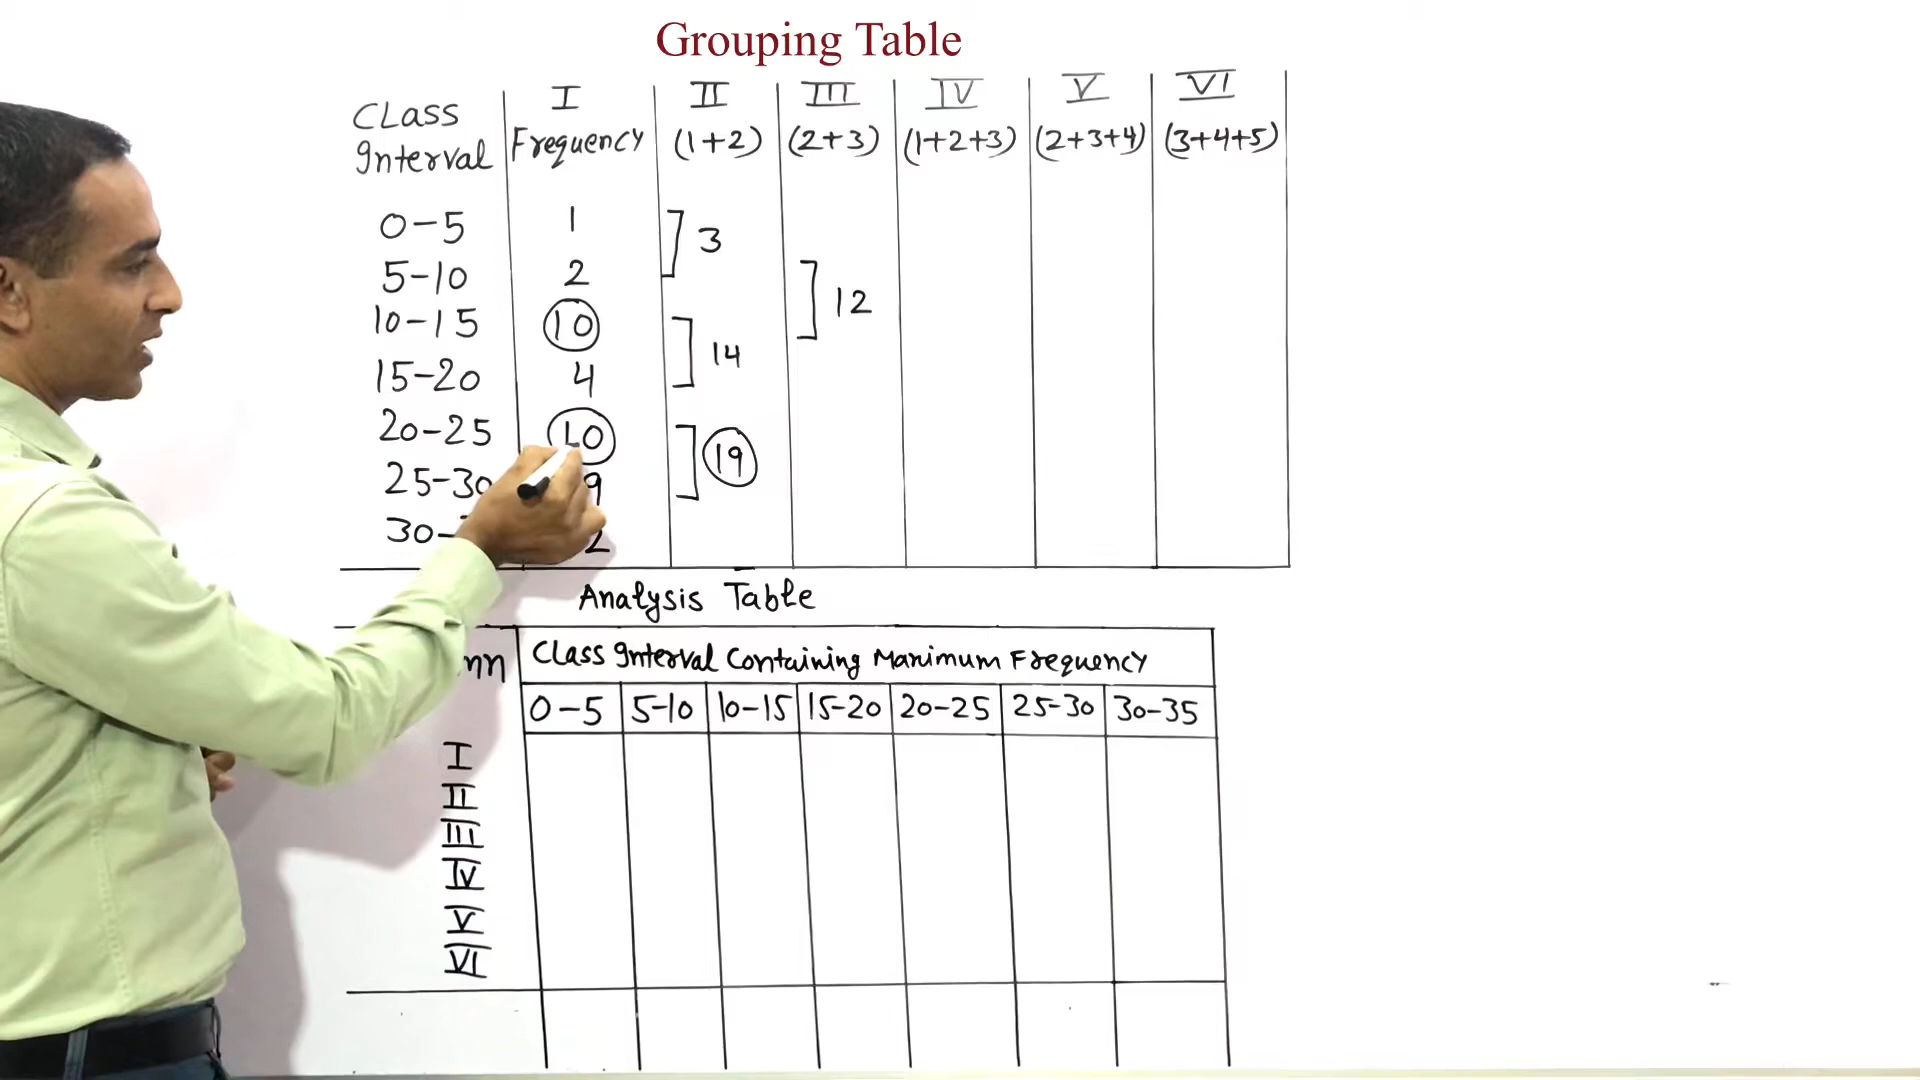 Grouping Table
I II III IV V VI
CLass Interval Frequency (1+2) (2+3) (1+2+3) (2+3+4) (3+4+5)
0-5 1
3
5-10 2
12
10-15 10
14
15-20 4
20-25 10
19
25-30 9
30- 2
Analysis Table
CLass Interval Containing Maximum Frequency
0-5 5-10 10-15 15-20 20-25 25-30 30-35
I
II
III
IV
V
VI